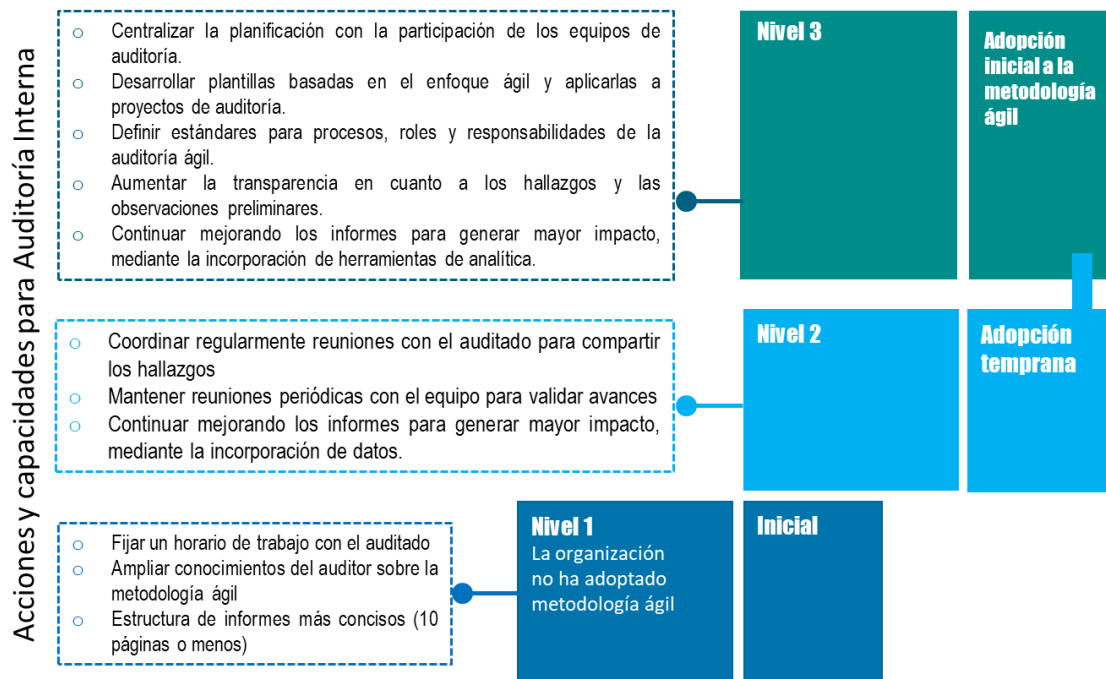 Acciones y capacidades para Auditoría Interna
o Centralizar la planificación con la participación de los equipos de
auditoría.
o Desarrollar plantillas basadas en el enfoque ágil y aplicarlas a
proyectos de auditoría.
o Definir estándares para procesos, roles y responsabilidades de la
auditoría ágil.
o Aumentar la transparencia en cuanto a los hallazgos y las
observaciones preliminares.
o Continuar mejorando los informes para generar mayor impacto,
mediante la incorporación de herramientas de analítica.
Nivel 3
Adopción
inicial a la
metodología
ágil
o Coordinar regularmente reuniones con el auditado para compartir
los hallazgos
o Mantener reuniones periódicas con el equipo para validar avances
o Continuar mejorando los informes para generar mayor impacto,
mediante la incorporación de datos.
Nivel 2
Adopción
temprana
o Fijar un horario de trabajo con el auditado
o Ampliar conocimientos del auditor sobre la
metodología ágil
o Estructura de informes más concisos (10
páginas o menos)
Nivel 1
La organización
no ha adoptado
metodología ágil
Inicial